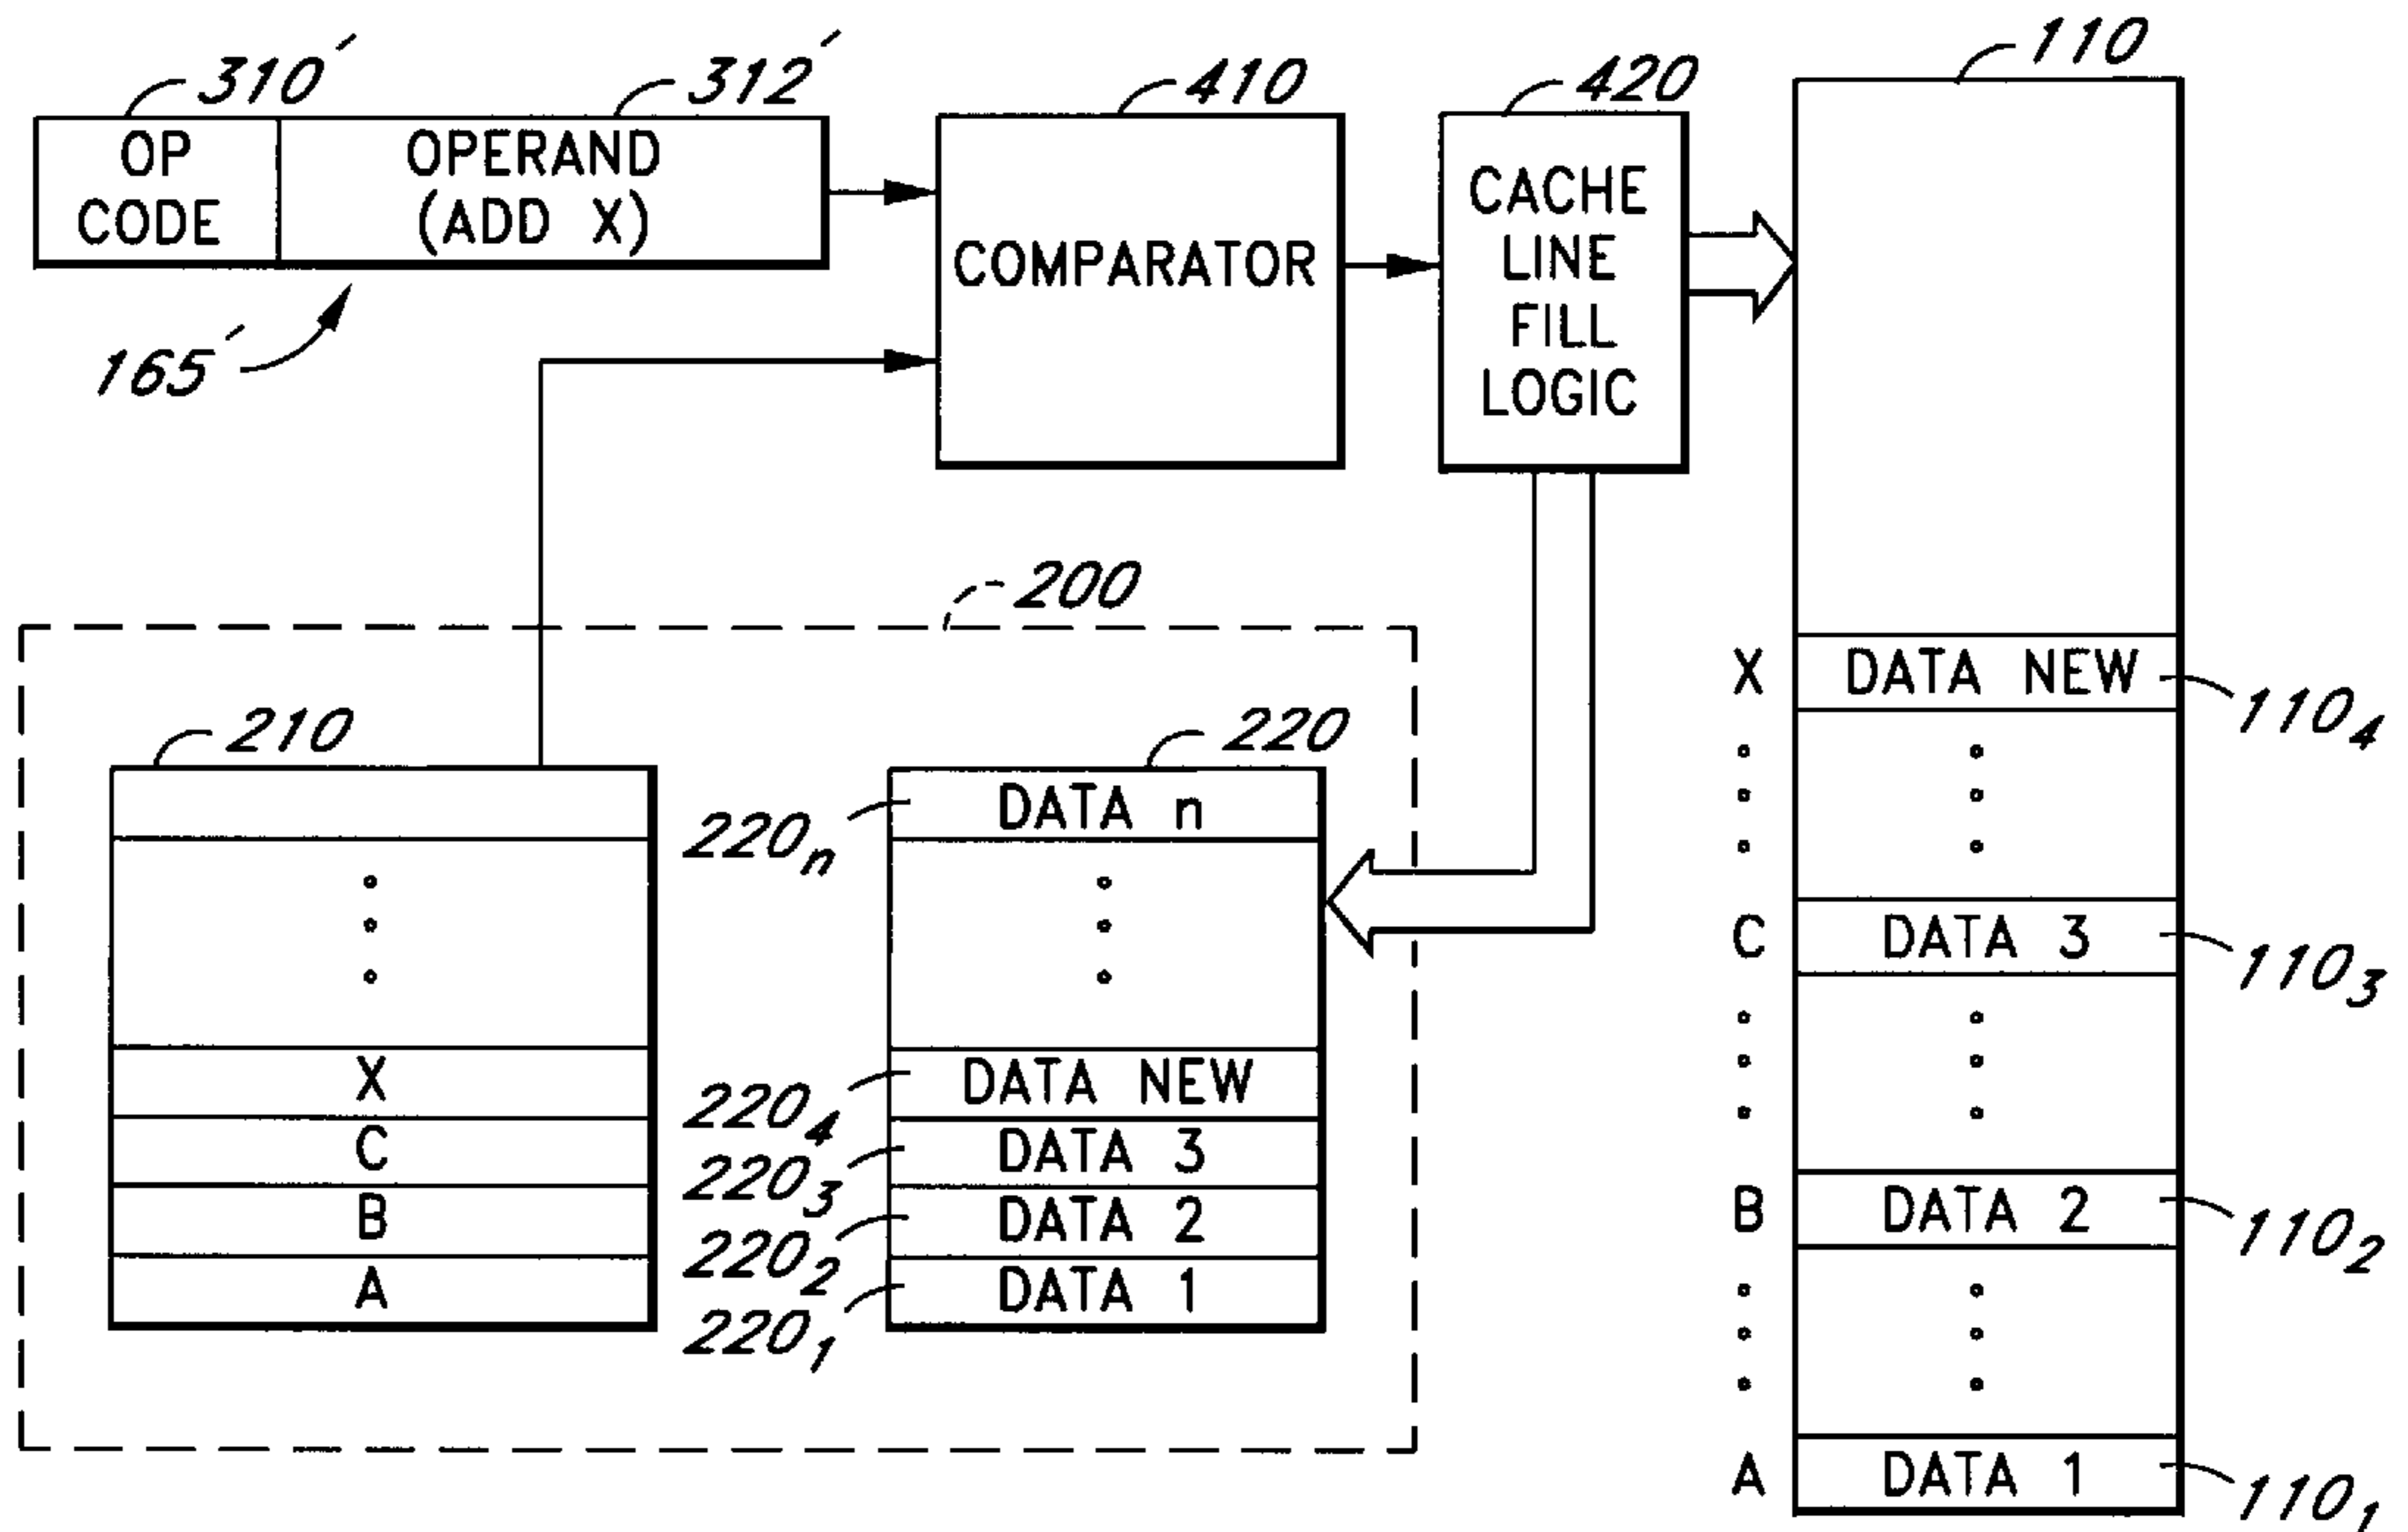 310′
312′
410
420
110
OP
CODE
OPERAND
(ADD X)
COMPARATOR
CACHE
LINE
FILL
LOGIC
165′
200
210
220
220n
DATA n
X
C
B
A
2204
DATA NEW
2203
DATA 3
2202
DATA 2
2201
DATA 1
X
DATA NEW
1104
C
DATA 3
1103
B
DATA 2
1102
A
DATA 1
1101